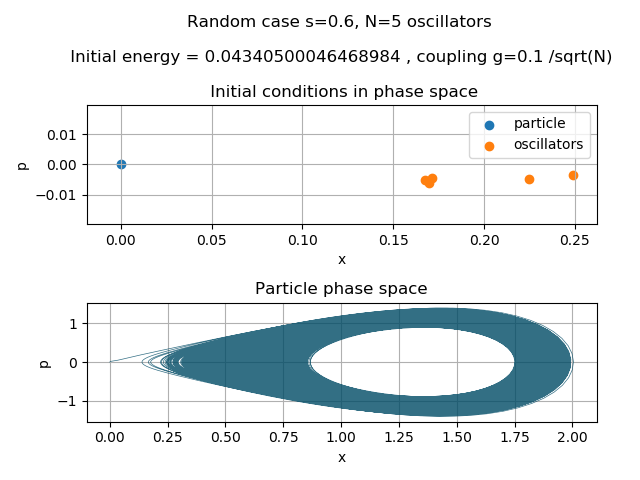 Random case s=0.6, N=5 oscillators
Initial energy = 0.04340500046468984 , coupling g=0.1 /sqrt(N)
Initial conditions in phase space
particle
oscillators
0.01
0.00
−0.01
p
0.00 0.05 0.10 0.15 0.20 0.25
x
Particle phase space
1
0
−1
p
0.00 0.25 0.50 0.75 1.00 1.25 1.50 1.75 2.00
x